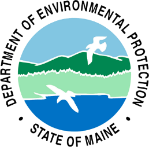 DEPARTMENT OF ENVIRONMENTAL PROTECTION
• STATE OF MAINE •